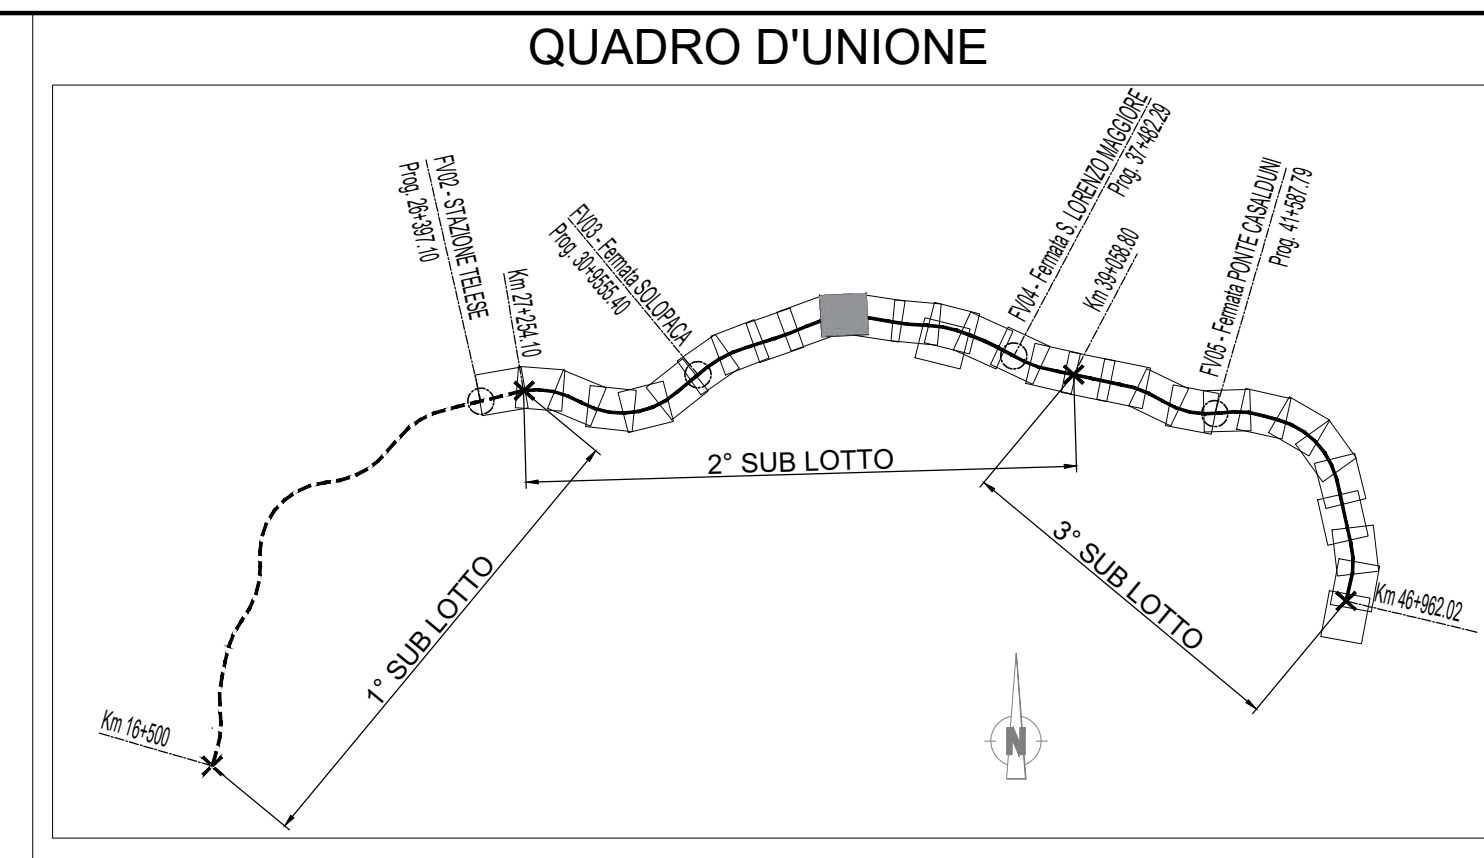 QUADRO D'UNIONE
FV02 - STAZIONE TELESE
Prog. 26+397.10
Km 27+254.10
FV03 - Fermata SOLOPACA
Prog. 30+9555.40
FV04 - Fermata S. LORENZO MAGGIORE
Prog. 37+482.29
Km 39+058.80
FV05 - Fermata PONTE CASALDUNI
Prog. 41+587.79
2° SUB LOTTO
1° SUB LOTTO
3° SUB LOTTO
Km 46+962.02
Km 16+500
N